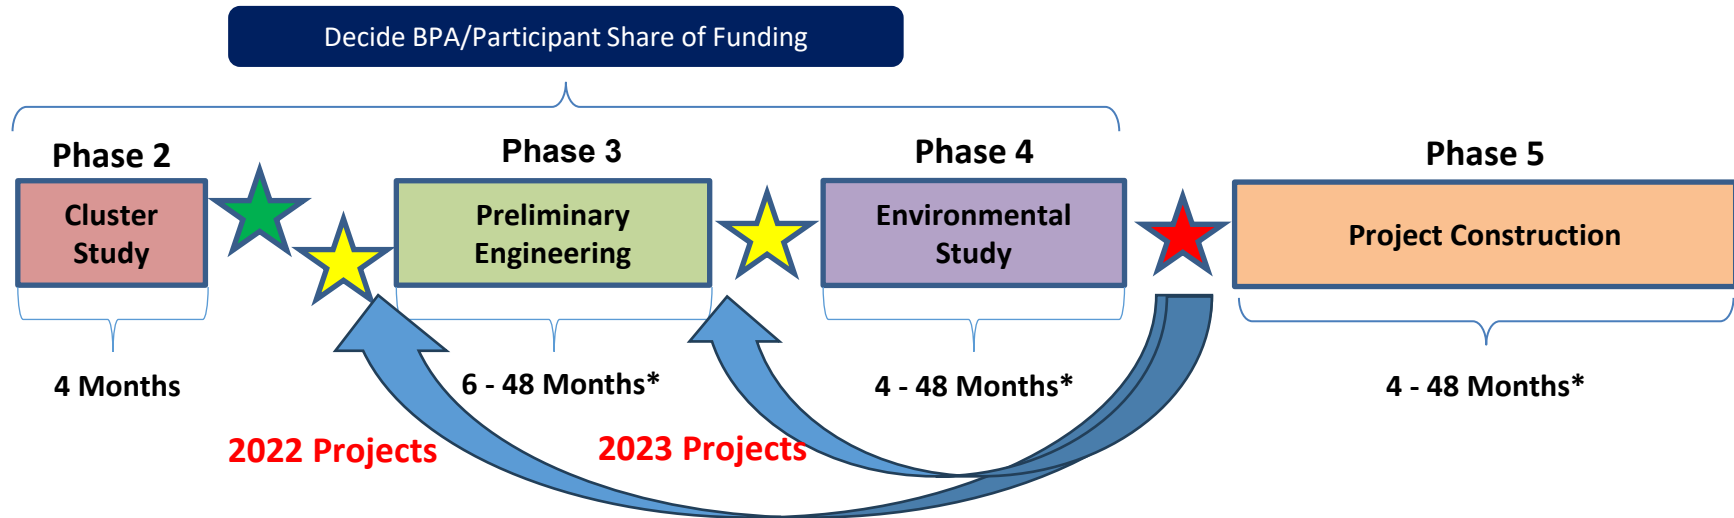 Decide BPA/Participant Share of Funding
Phase 2
Phase 3
Phase 4
Phase 5
Cluster
Study
Preliminary
Engineering
Environmental
Study
Project Construction
4 Months
6 - 48 Months*
4 - 48 Months*
4 - 48 Months*
2022 Projects
2023 Projects